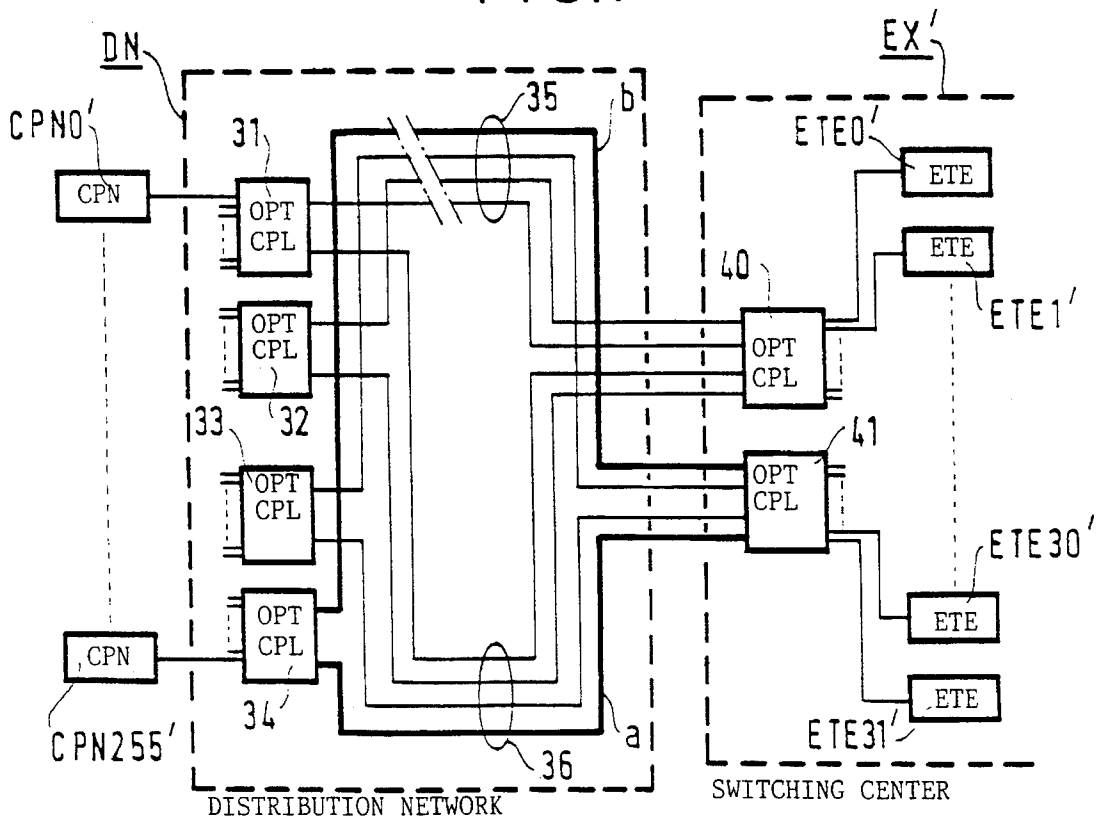 DN
EX'
CPN0'
35
b
ETE0'
31
CPN
OPT
CPL
ETE
40
ETE
ETE1'
OPT
CPL
32
OPT
CPL
33
41
OPT
CPL
OPT
CPL
ETE30'
OPT
CPL
34
ETE
CPN
CPN255'
a
ETE
ETE31'
36
DISTRIBUTION NETWORK
SWITCHING CENTER